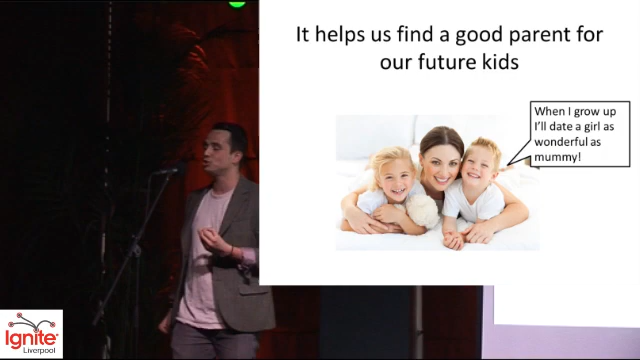 It helps us find a good parent for
our future kids
When I grow up
I'll date a girl as
wonderful as
mummy!
Ignite
Liverpool